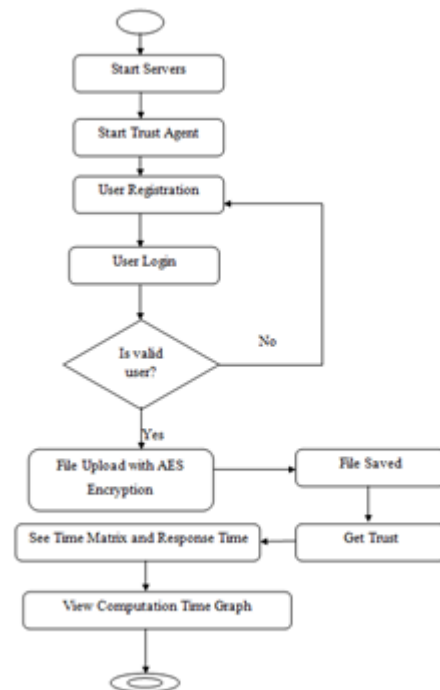 Start Servers
Start Trust Agent
User Registration
User Login
Is valid
user?
No
Yes
File Upload with AES
Encryption
File Saved
Get Trust
See Time Matrix and Response Time
View Computation Time Graph